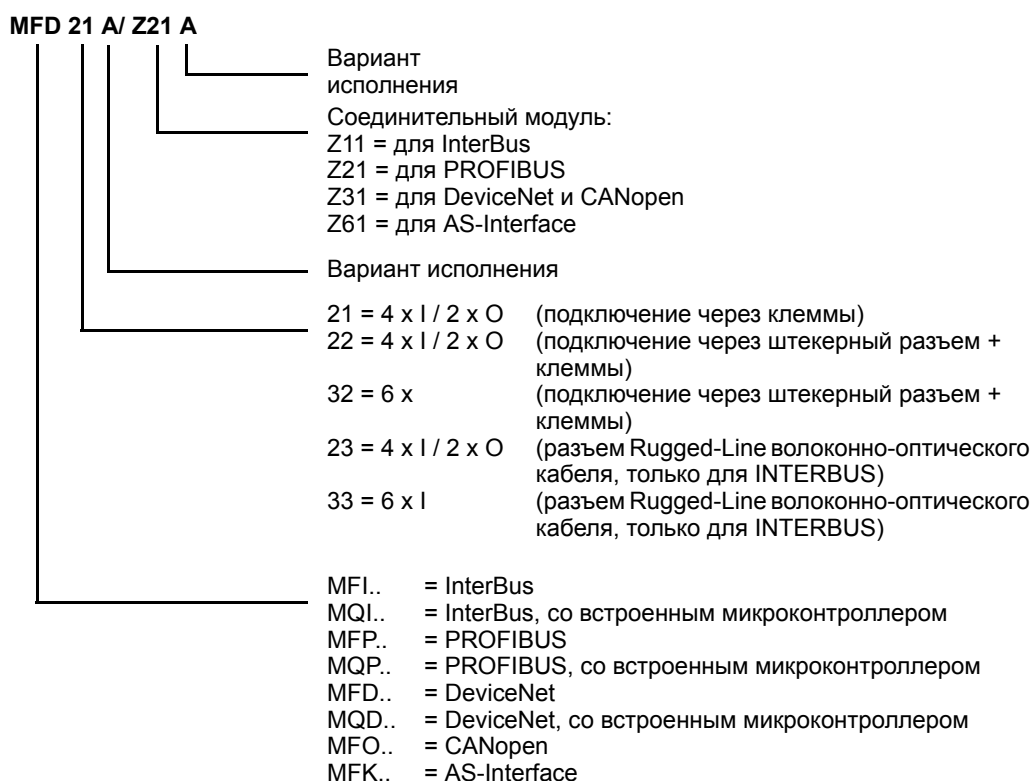 MFD 21 A/ Z21 A
Вариант
исполнения
Соединительный модуль:
Z11 = для InterBus
Z21 = для PROFIBUS
Z31 = для DeviceNet и CANopen
Z61 = для AS-Interface
Вариант исполнения
21 = 4 x I / 2 x O (подключение через клеммы)
22 = 4 x I / 2 x O (подключение через штекерный разъем +
клеммы)
32 = 6 x (подключение через штекерный разъем +
клеммы)
23 = 4 x I / 2 x O (разъем Rugged-Line волоконно-оптического
кабеля, только для INTERBUS)
33 = 6 x I (разъем Rugged-Line волоконно-оптического
кабеля, только для INTERBUS)
MFI.. = InterBus
MQI.. = InterBus, со встроенным микроконтроллером
MFP.. = PROFIBUS
MQP.. = PROFIBUS, со встроенным микроконтроллером
MFD.. = DeviceNet
MQD.. = DeviceNet, со встроенным микроконтроллером
MFO.. = CANopen
MFK.. = AS-Interface